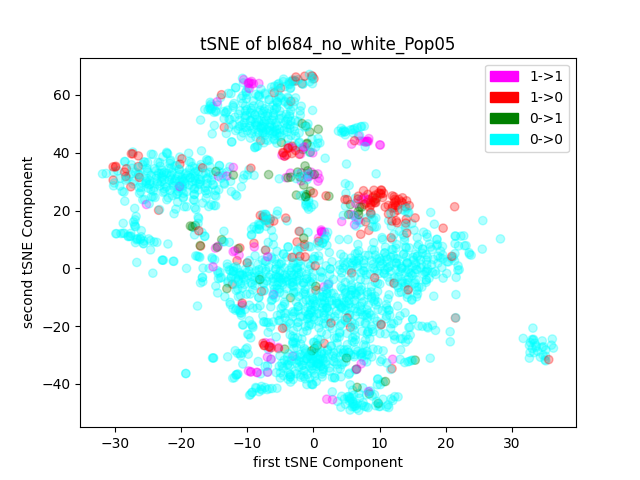 tSNE of bl684_no_white_Pop05
1->1
1->0
0->1
0->0
second tSNE Component
60
40
20
0
−20
−40
−30 −20 −10 0 10 20 30
first tSNE Component